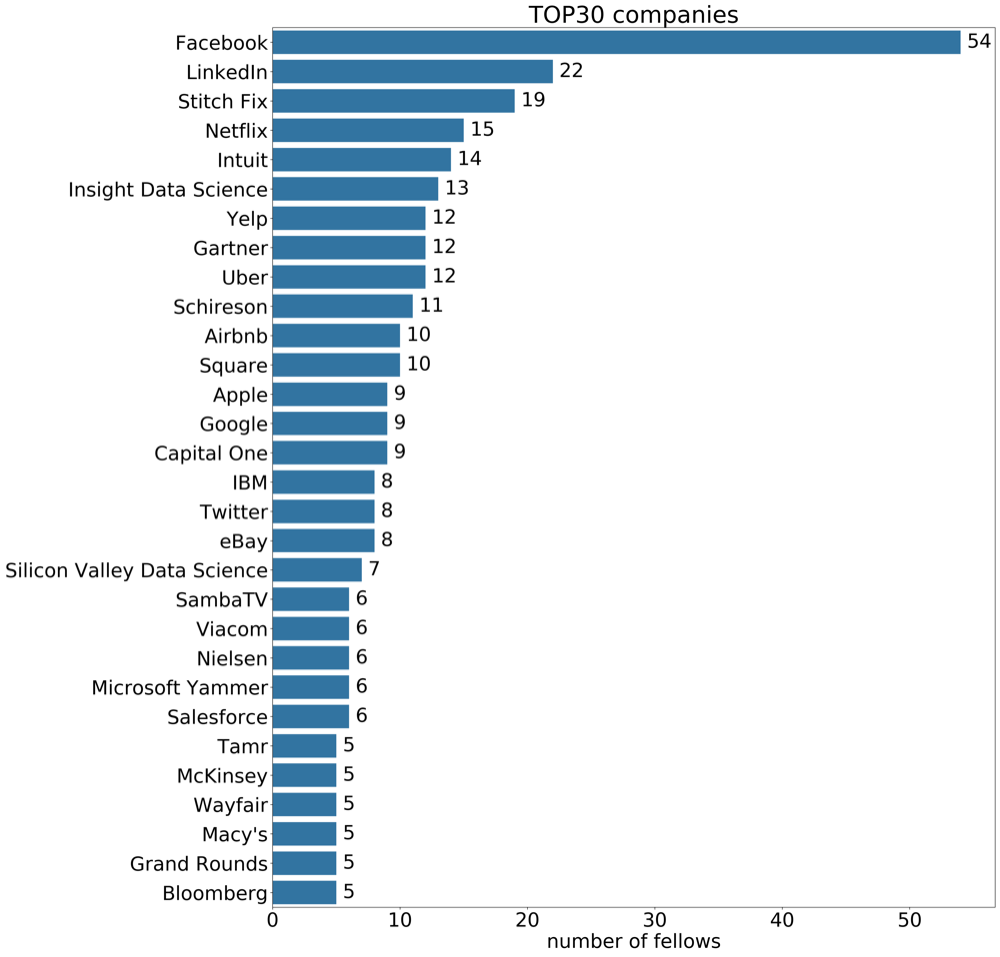 TOP30 companies
Facebook 54
LinkedIn 22
Stitch Fix 19
Netflix 15
Intuit 14
Insight Data Science 13
Yelp 12
Gartner 12
Uber 12
Schireson 11
Airbnb 10
Square 10
Apple 9
Google 9
Capital One 9
IBM 8
Twitter 8
eBay 8
Silicon Valley Data Science 7
SambaTV 6
Viacom 6
Nielsen 6
Microsoft Yammer 6
Salesforce 6
Tamr 5
McKinsey 5
Wayfair 5
Macy's 5
Grand Rounds 5
Bloomberg 5
0 10 20 30 40 50
number of fellows